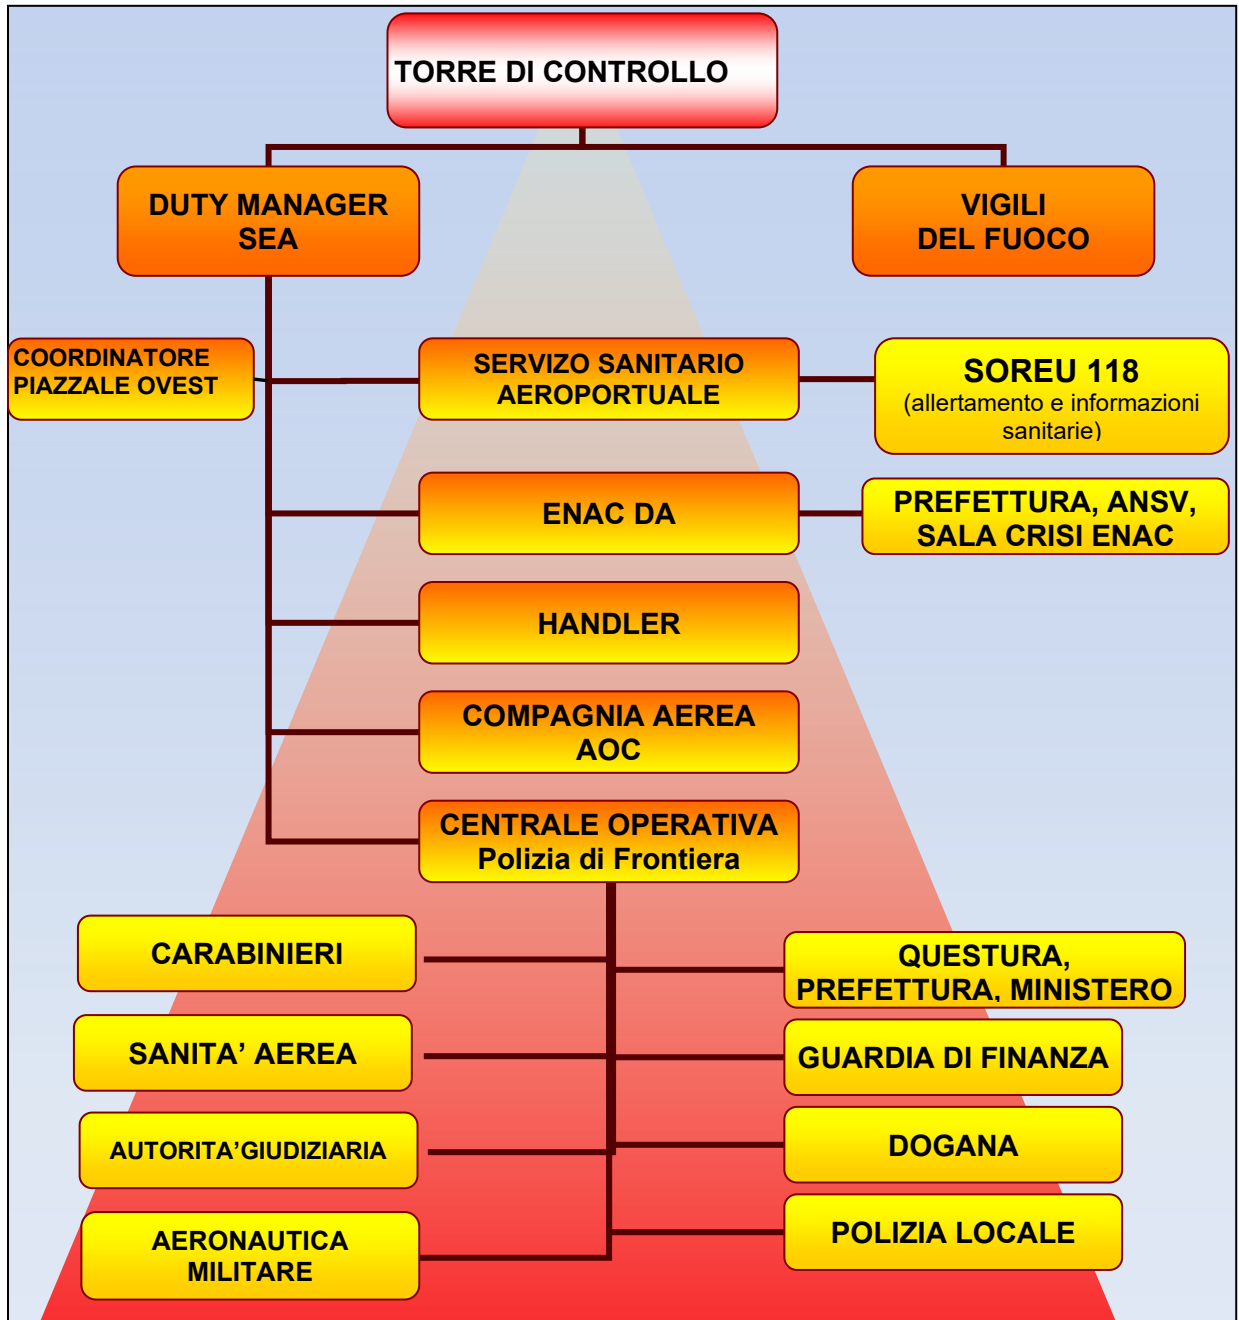 TORRE DI CONTROLLO
DUTY MANAGER
SEA
VIGILI
DEL FUOCO
COORDINATORE
PIAZZALE OVEST
SERVIZO SANITARIO
AEROPORTUALE
SOREU 118
(allertamento e informazioni
sanitarie)
ENAC DA
PREFETTURA, ANSV,
SALA CRISI ENAC
HANDLER
COMPAGNIA AEREA
AOC
CENTRALE OPERATIVA
Polizia di Frontiera
CARABINIERI
QUESTURA,
PREFETTURA, MINISTERO
SANITA’ AEREA
GUARDIA DI FINANZA
AUTORITA’GIUDIZIARIA
DOGANA
AERONAUTICA
MILITARE
POLIZIA LOCALE